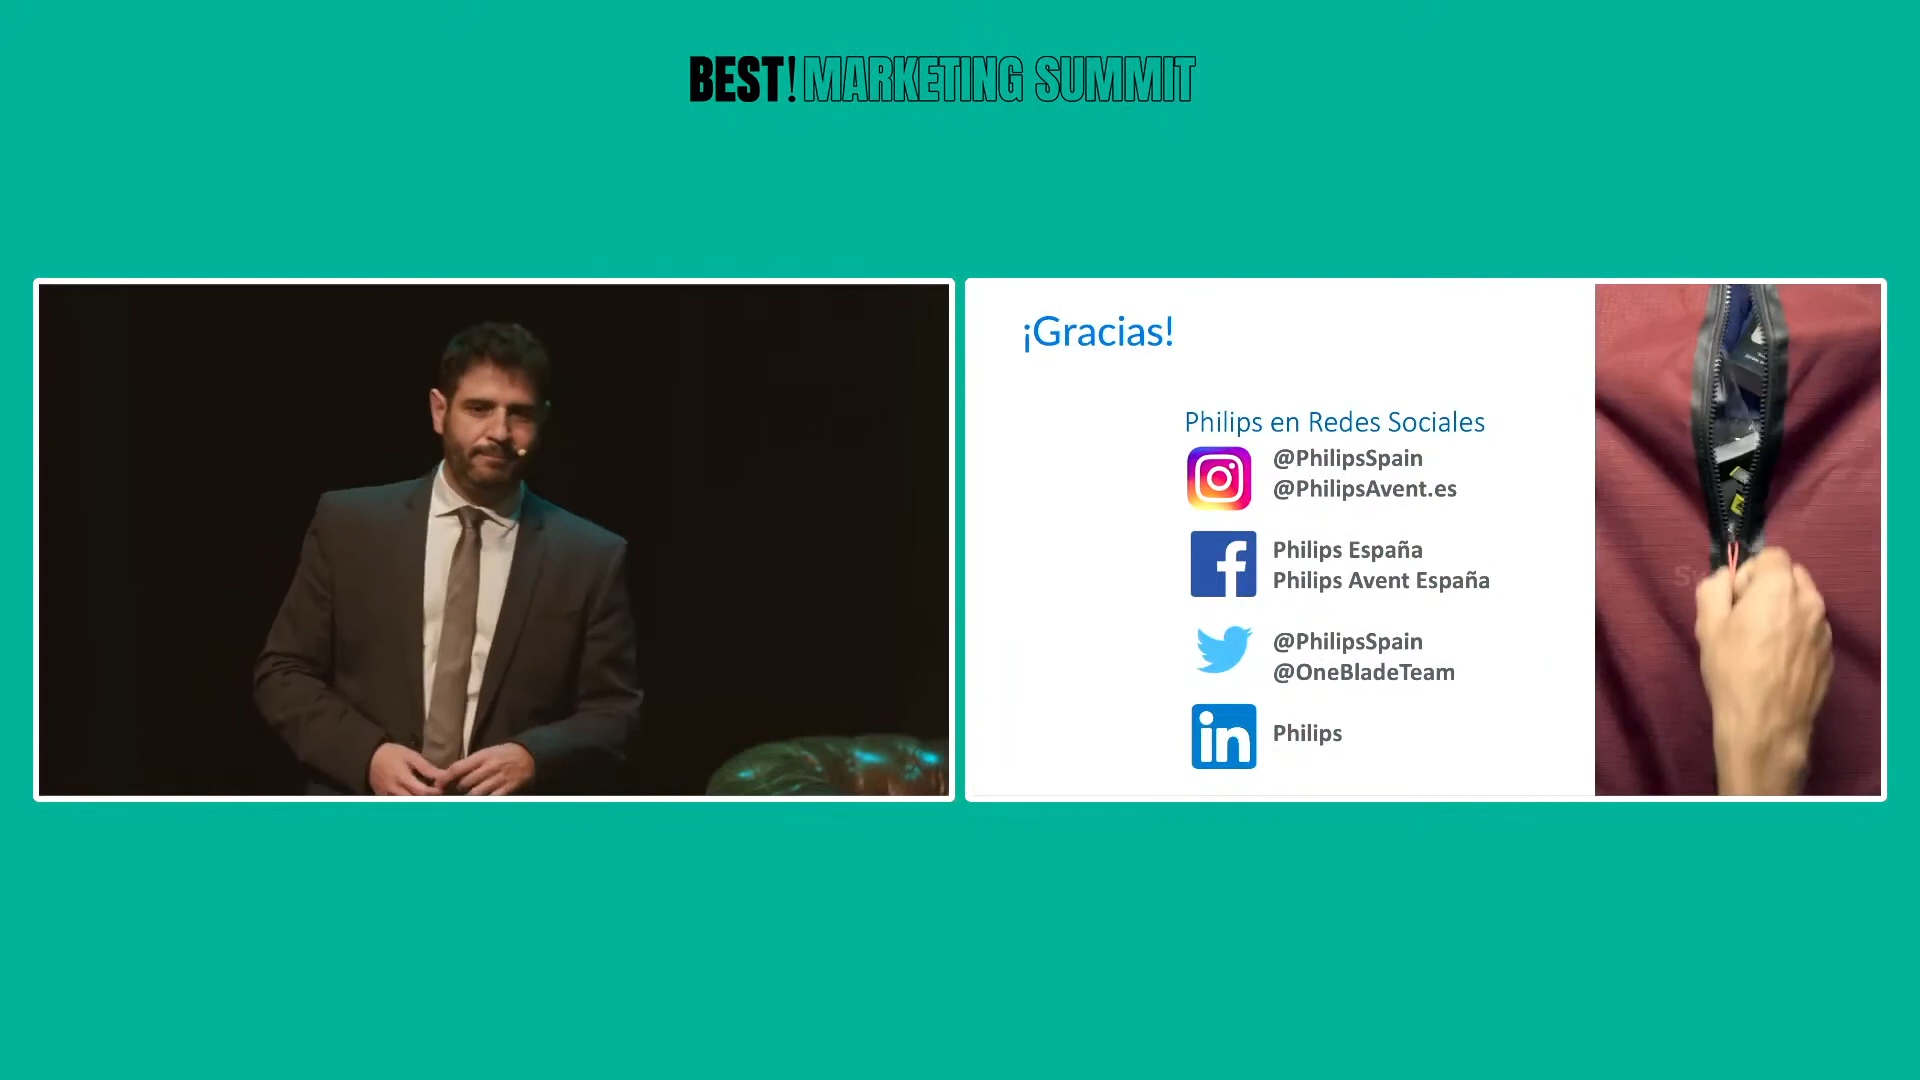 BEST! MARKETING SUMMIT
¡Gracias!
Philips en Redes Sociales
@PhilipsSpain
@PhilipsAvent.es
Philips España
Philips Avent España
@PhilipsSpain
@OneBladeTeam
in Philips